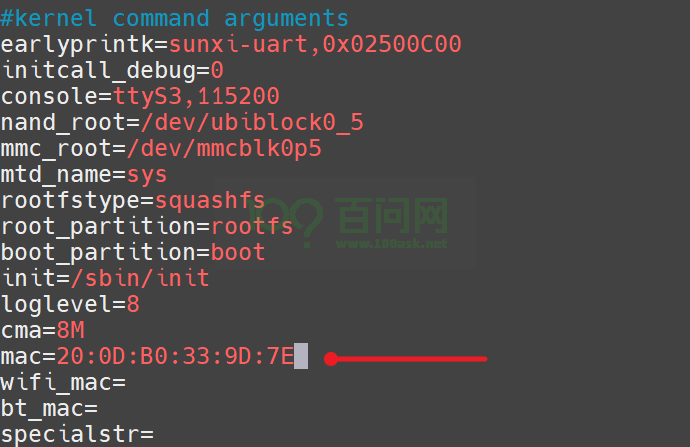 #kernel command arguments
earlyprintk=sunxi-uart,0x02500C00
initcall_debug=0
console=ttyS3,115200
nand_root=/dev/ubiblock0_5
mmc_root=/dev/mmcblk0p5
mtd_name=sys
rootfstype=squashfs
root_partition=rootfs
boot_partition=boot
init=/sbin/init
loglevel=8
cma=8M
mac=20:0D:B0:33:9D:7E
wifi_mac=
bt_mac=
specialstr=
百问网
www.100ask.net